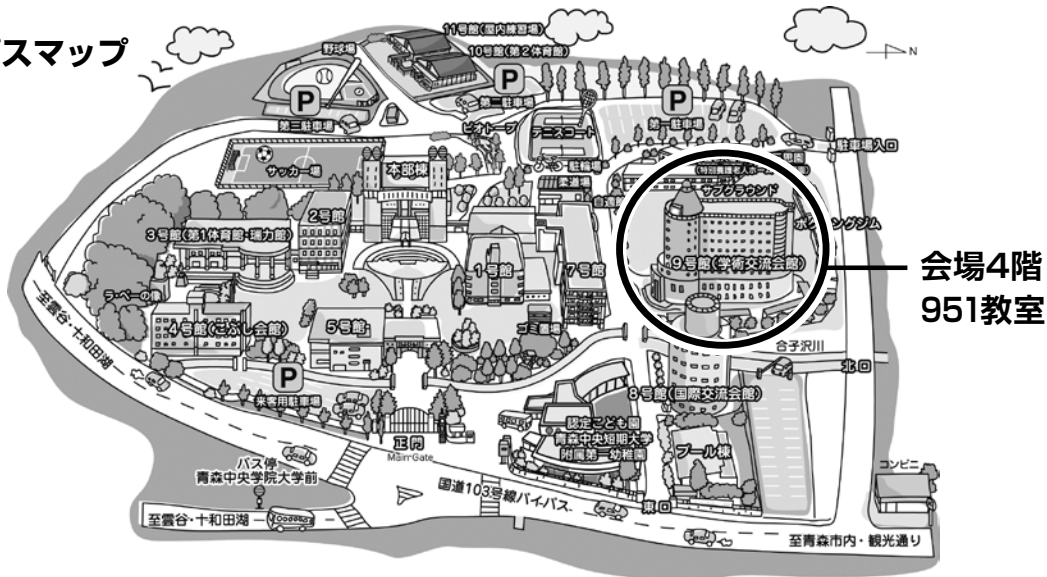 スマップ
11号館(屋内練習場)
10号館(第2体育館)
野球場
N
P
第三駐車場
P
第二駐車場
P
第一駐車場
ビオトープ
テニスコート
駐車場入口
サッカー場
本部棟
駐輪場
柔道場
サブグラウンド
2号館
3号館(第1体育館・瑞力館)
1号館
7号館
9号館(学術交流会館)
会場4階
951教室
ラ・ペーの像
4号館(こぶし会館)
5号館
ゴミ置場
合子沢川
北口
至雲谷・十和田湖
P
来客用駐車場
8号館(国際交流会館)
正門
Main Gate
認定こども園
青森中央短期大学
附属第一幼稚園
プール棟
コンビニ
バス停
青森中央学院大学前
国道103号線バイパス
東口
至雲谷・十和田湖
至青森市内・観光通り